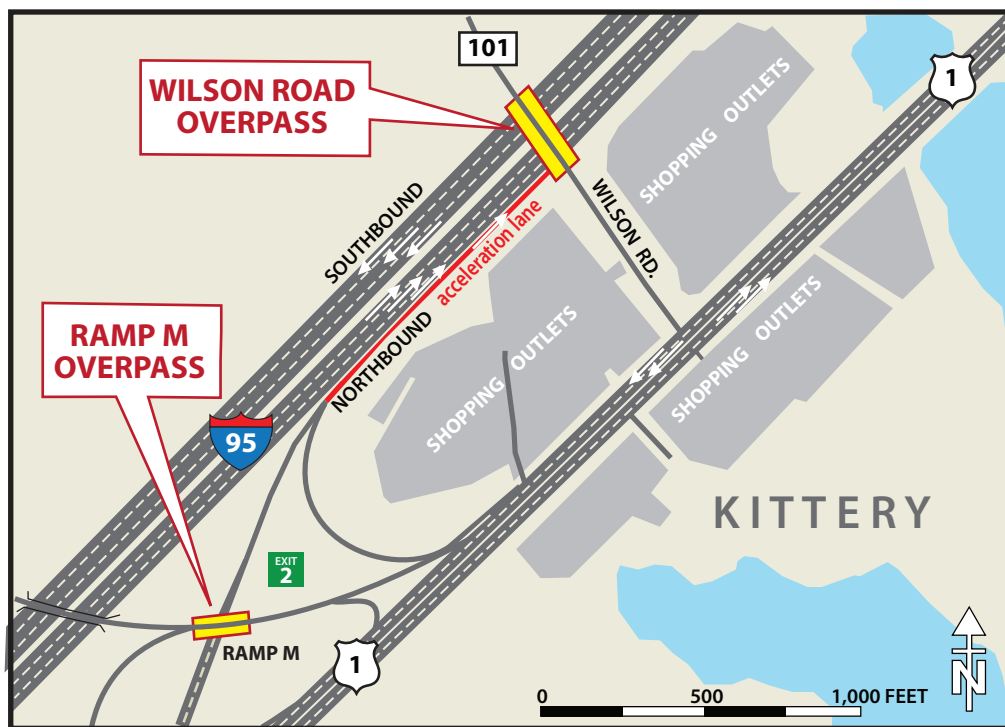 101
1
WILSON ROAD
OVERPASS
SHOPPING OUTLETS
SOUTHBOUND
WILSON RD.
acceleration lane
RAMP M
OVERPASS
NORTHBOUND
SHOPPING OUTLETS
SHOPPING OUTLETS
95
KITTERY
EXIT
2
RAMP M
1
0
500
1,000 FEET
N